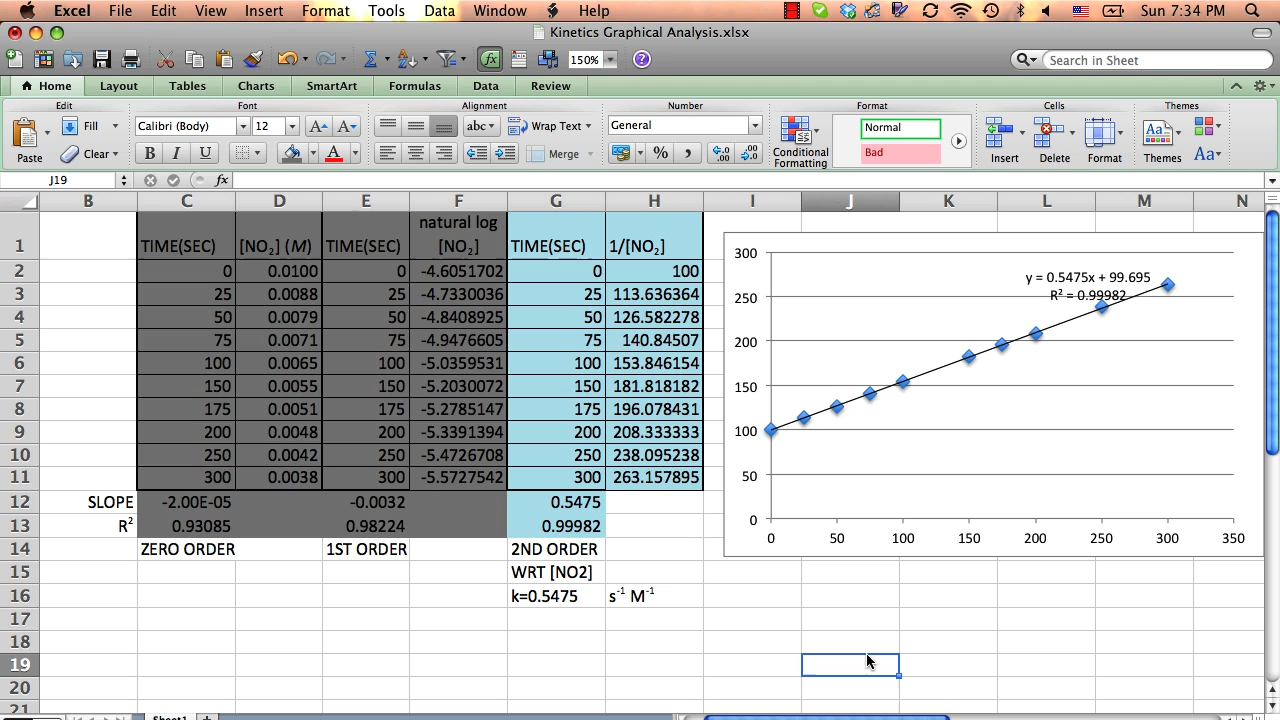 Excel File Edit View Insert Format Tools Data Window Help Sun 7:34 PM
Kinetics Graphical Analysis.xlsx
150% Search in Sheet
Home Layout Tables Charts SmartArt Formulas Data Review
Edit Font Alignment Number Format Cells Themes
Paste Fill Clear
Calibri (Body) 12 A A
B I U A
abc Wrap Text
Merge
General
% ,
Conditional Formatting
Normal
Bad
Insert Delete Format Themes Aa
J19 fx
B C D E F G H I J K L M N
1 TIME(SEC) [NO₂] (M) TIME(SEC) natural log [NO₂] TIME(SEC) 1/[NO₂]
2 0 0.0100 0 -4.6051702 0 100
3 25 0.0088 25 -4.7330036 25 113.636364
4 50 0.0079 50 -4.8408925 50 126.582278
5 75 0.0071 75 -4.9476605 75 140.84507
6 100 0.0065 100 -5.0359531 100 153.846154
7 150 0.0055 150 -5.2030072 150 181.818182
8 175 0.0051 175 -5.2785147 175 196.078431
9 200 0.0048 200 -5.3391394 200 208.333333
10 250 0.0042 250 -5.4726708 250 238.095238
11 300 0.0038 300 -5.5727542 300 263.157895
12 SLOPE -2.00E-05 -0.0032 0.5475
13 R² 0.93085 0.98224 0.99982
14 ZERO ORDER 1ST ORDER 2ND ORDER
15 WRT [NO2]
16 k=0.5475 s⁻¹ M⁻¹
17
18
19
20
21
300
250
200
150
100
50
0
y = 0.5475x + 99.695
R² = 0.99982
0 50 100 150 200 250 300 350
Sheet1